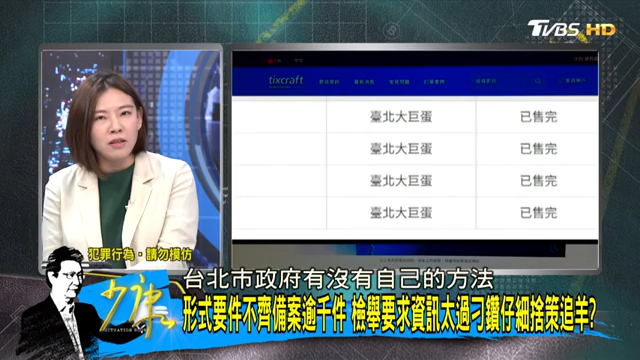 TVBS HD
tixcraft
臺北大巨蛋 已售完
臺北大巨蛋 已售完
臺北大巨蛋 已售完
臺北大巨蛋 已售完
犯罪行為‧請勿模仿
少康
SITUATION ROOM
台北市政府有沒有自己的方法
形式要件不齊備案逾千件 檢舉要求資訊太過刁鑽仔細捨策追羊?